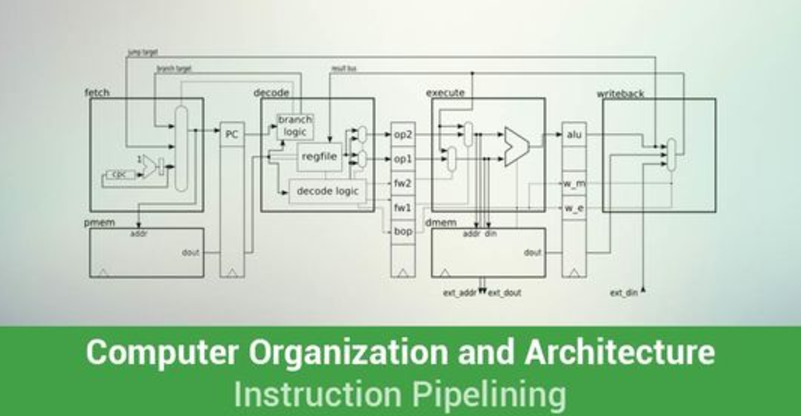 jump target
branch target
result bus
fetch
decode
execute
writeback
branch
logic
PC
op2
alu
1
regfile
op1
cpc
decode logic
fw2
w_m
fw1
w_e
pmem
addr
bop
dmem
addr din
dout
dout
ext_addr
ext_dout
ext_din
Computer Organization and Architecture
Instruction Pipelining